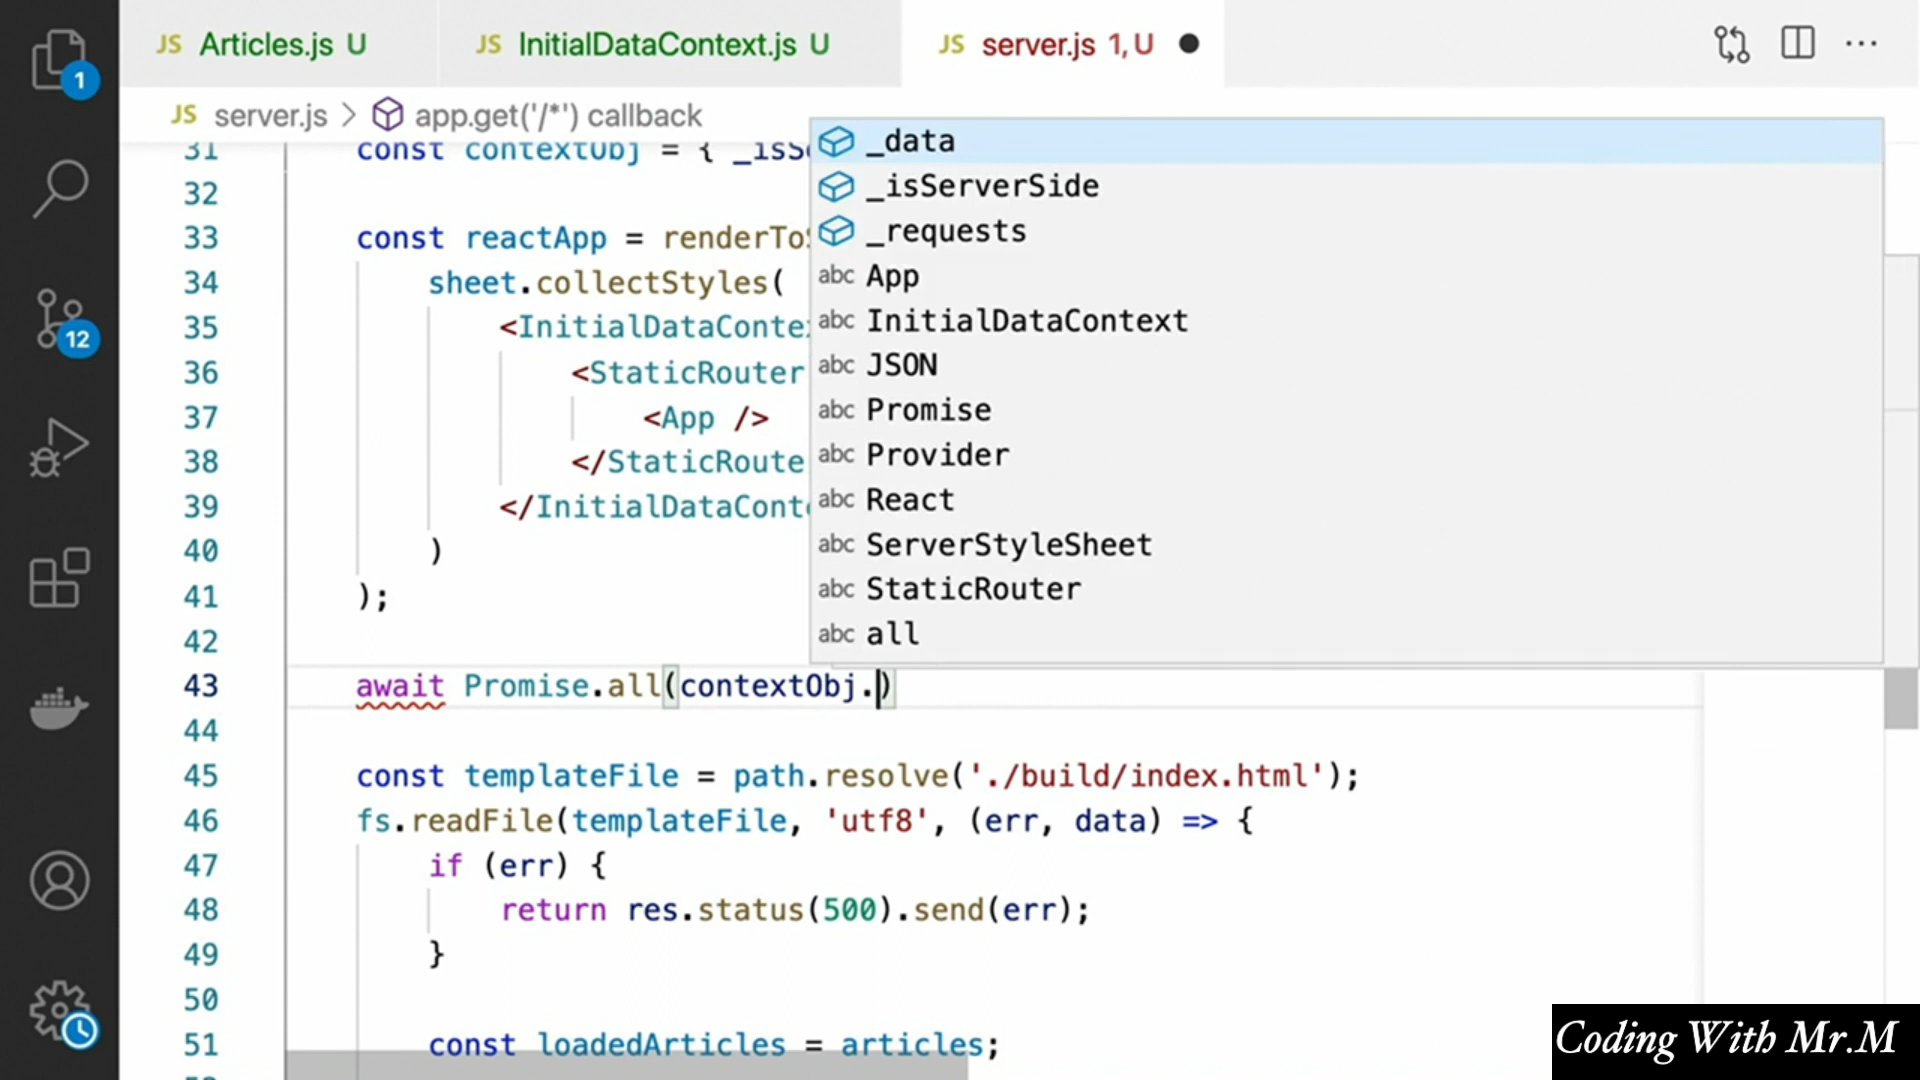 JS Articles.js U
JS InitialDataContext.js U
JS server.js 1, U
1
JS server.js > app.get('/*') callback
31 const contextObj = { _isS
32
33 const reactApp = renderTo
34 sheet.collectStyles(
35 <InitialDataConte
36 <StaticRouter
37 <App />
38 </StaticRoute
39 </InitialDataCont
40 )
41 );
42
43 await Promise.all(contextObj.)
44
45 const templateFile = path.resolve('./build/index.html');
46 fs.readFile(templateFile, 'utf8', (err, data) => {
47 if (err) {
48 return res.status(500).send(err);
49 }
50
51 const loadedArticles = articles;
_data
_isServerSide
_requests
abc App
abc InitialDataContext
abc JSON
abc Promise
abc Provider
abc React
abc ServerStyleSheet
abc StaticRouter
abc all
12
Coding With Mr.M